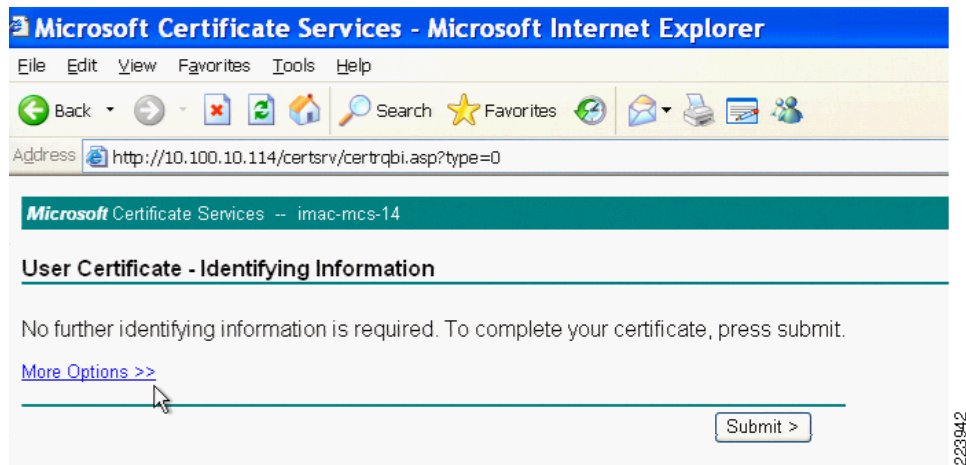 Microsoft Certificate Services - Microsoft Internet Explorer
File Edit View Favorites Tools Help
Back Search Favorites
Address http://10.100.10.114/certsrv/certrqbi.asp?type=0
Microsoft Certificate Services -- imac-mcs-14
User Certificate - Identifying Information
No further identifying information is required. To complete your certificate, press submit.
More Options >>
Submit >
223942